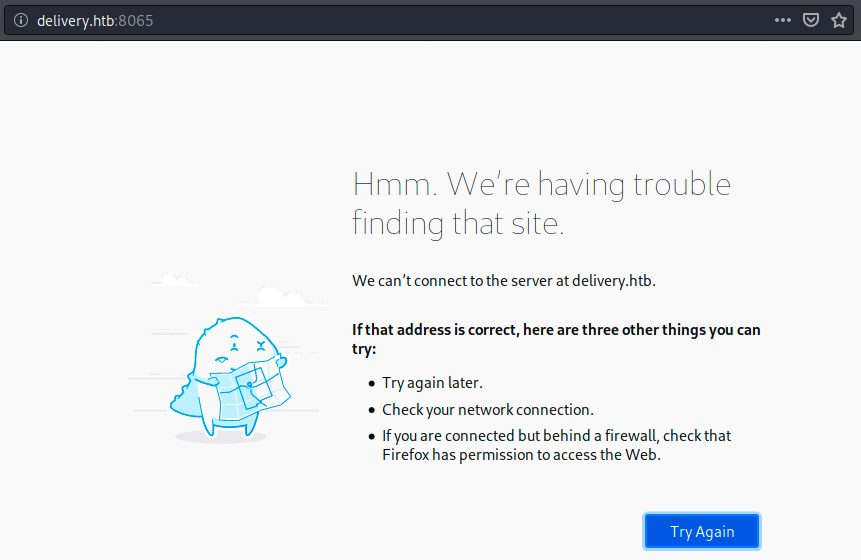 delivery.htb:8065
Hmm. We're having trouble
finding that site.
We can't connect to the server at delivery.htb.
If that address is correct, here are three other things you can
try:
• Try again later.
• Check your network connection.
• If you are connected but behind a firewall, check that
Firefox has permission to access the Web.
Try Again